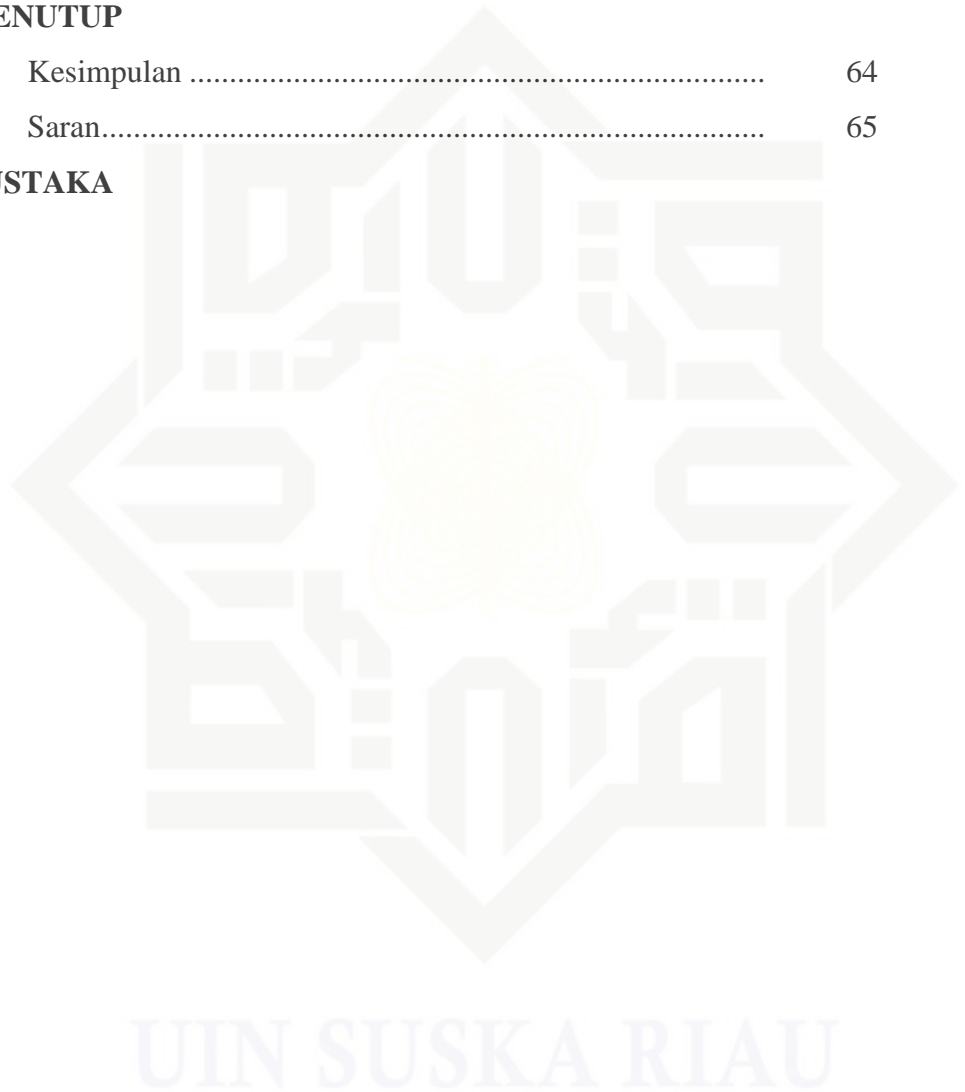 ENUTUP
Kesimpulan ........................................................................ 64
Saran................................................................................... 65
USTAKA
UIN SUSKA RIAU